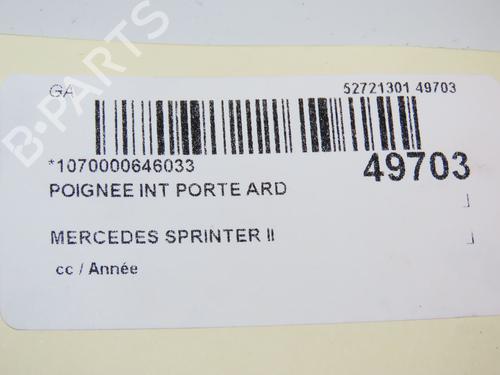 GA 52721301 49703
*1070000646033 49703
POIGNEE INT PORTE ARD
MERCEDES SPRINTER II
cc / Année
B-PARTS